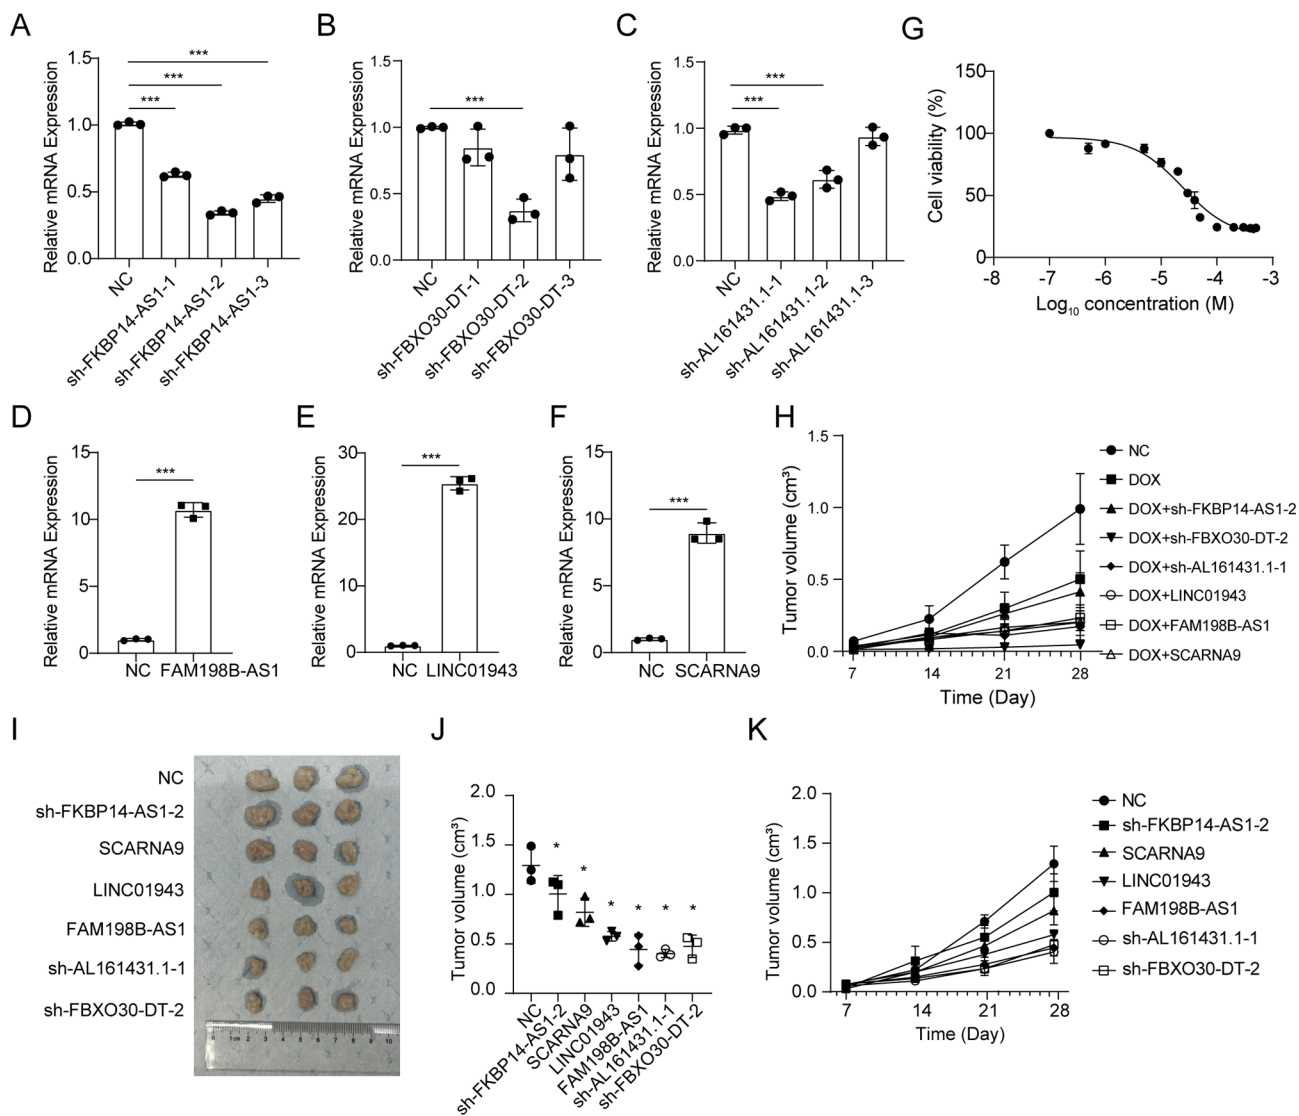 A
Relative mRNA Expression
1.5
1.0
0.5
0.0
***
***
***
NC
sh-FKBP14-AS1-1
sh-FKBP14-AS1-2
sh-FKBP14-AS1-3
B
Relative mRNA Expression
1.5
1.0
0.5
0.0
***
NC
sh-FBXO30-DT-1
sh-FBXO30-DT-2
sh-FBXO30-DT-3
C
Relative mRNA Expression
1.5
1.0
0.5
0.0
***
***
NC
sh-AL161431.1-1
sh-AL161431.1-2
sh-AL161431.1-3
G
Cell viability (%)
150
100
50
0
-8
-7
-6
-5
-4
-3
Log₁₀ concentration (M)
D
Relative mRNA Expression
15
10
5
0
***
NC
FAM198B-AS1
E
Relative mRNA Expression
30
20
10
0
***
NC
LINC01943
F
Relative mRNA Expression
15
10
5
0
***
NC
SCARNA9
H
Tumor volume (cm³)
1.5
1.0
0.5
0.0
7
14
21
28
Time (Day)
NC
DOX
DOX+sh-FKBP14-AS1-2
DOX+sh-FBXO30-DT-2
DOX+sh-AL161431.1-1
DOX+LINC01943
DOX+FAM198B-AS1
DOX+SCARNA9
I
NC
sh-FKBP14-AS1-2
SCARNA9
LINC01943
FAM198B-AS1
sh-AL161431.1-1
sh-FBXO30-DT-2
0 1cm 2 3 4 5 6 7 8 9 10
J
Tumor volume (cm³)
2.0
1.5
1.0
0.5
0.0
*
*
*
*
*
*
NC
sh-FKBP14-AS1-2
SCARNA9
LINC01943
FAM198B-AS1
sh-AL161431.1-1
sh-FBXO30-DT-2
K
Tumor volume (cm³)
2.0
1.5
1.0
0.5
0.0
7
14
21
28
Time (Day)
NC
sh-FKBP14-AS1-2
SCARNA9
LINC01943
FAM198B-AS1
sh-AL161431.1-1
sh-FBXO30-DT-2